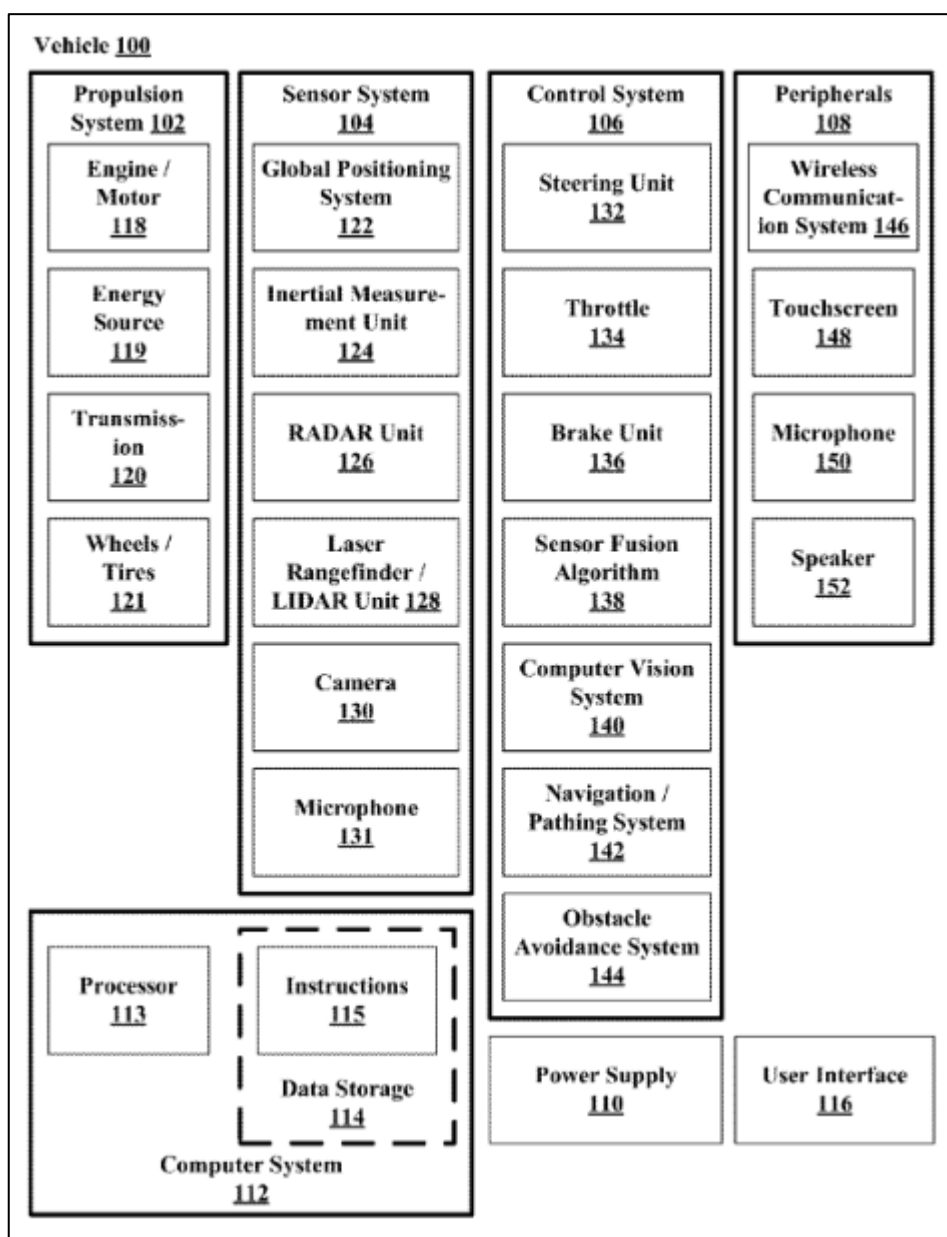 Vehicle 100
Propulsion
System 102
Engine /
Motor
118
Energy
Source
119
Transmiss-
ion
120
Wheels /
Tires
121
Sensor System
104
Global Positioning
System
122
Inertial Measure-
ment Unit
124
RADAR Unit
126
Laser
Rangefinder /
LIDAR Unit 128
Camera
130
Microphone
131
Control System
106
Steering Unit
132
Throttle
134
Brake Unit
136
Sensor Fusion
Algorithm
138
Computer Vision
System
140
Navigation /
Pathing System
142
Obstacle
Avoidance System
144
Peripherals
108
Wireless
Communicat-
ion System 146
Touchscreen
148
Microphone
150
Speaker
152
Processor
113
Instructions
115
Data Storage
114
Computer System
112
Power Supply
110
User Interface
116